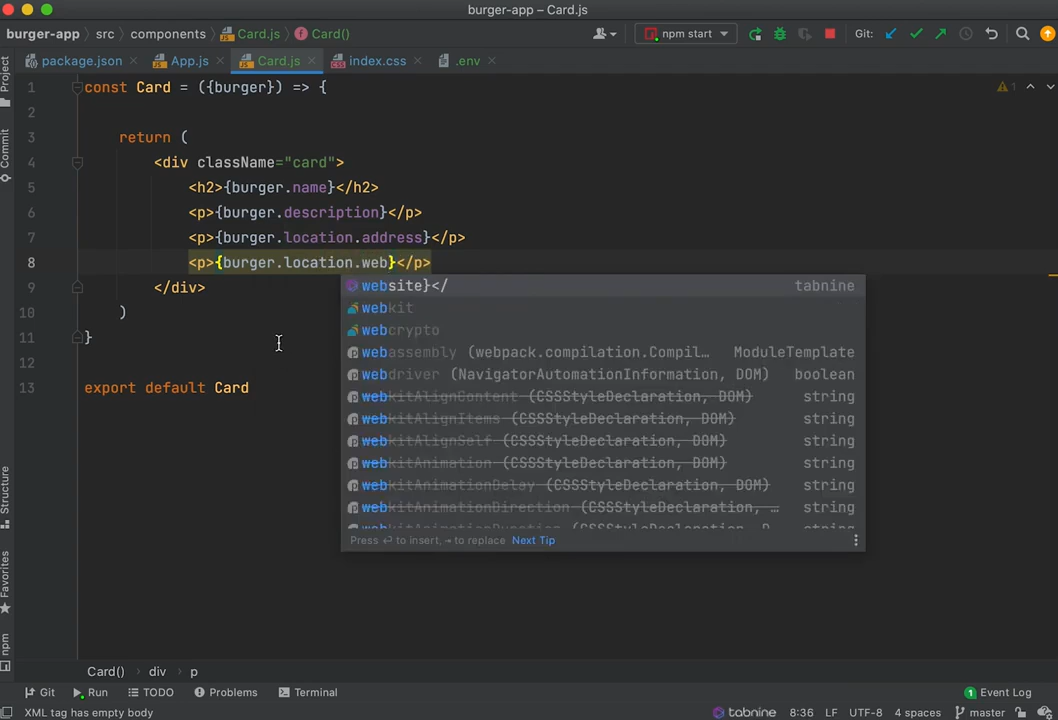 burger-app – Card.js
burger-app src components Card.js Card() npm start Git:
package.json App.js Card.js index.css .env
Project
Commit
Structure
Favorites
npm
1 const Card = ({burger}) => { 1
2
3 return (
4 <div className="card">
5 <h2>{burger.name}</h2>
6 <p>{burger.description}</p>
7 <p>{burger.location.address}</p>
8 <p>{burger.location.web}</p>
9 </div>
10 )
11 }
12
13 export default Card
website}</ tabnine
webkit
webcrypto
webassembly (webpack.compilation.Compil… ModuleTemplate
webdriver (NavigatorAutomationInformation, DOM) boolean
webkitAlignContent (CSSStyleDeclaration, DOM) string
webkitAlignItems (CSSStyleDeclaration, DOM) string
webkitAlignSelf (CSSStyleDeclaration, DOM) string
webkitAnimation (CSSStyleDeclaration, DOM) string
webkitAnimationDelay (CSSStyleDeclaration, DOM) string
webkitAnimationDirection (CSSStyleDeclaration, … string
webkitAnimationDuration (CSSStyleDeclaration, D… string
Press ↵ to insert, ⇥ to replace Next Tip
Card() div p
Git Run TODO Problems Terminal 1 Event Log
XML tag has empty body tabnine 8:36 LF UTF-8 4 spaces master